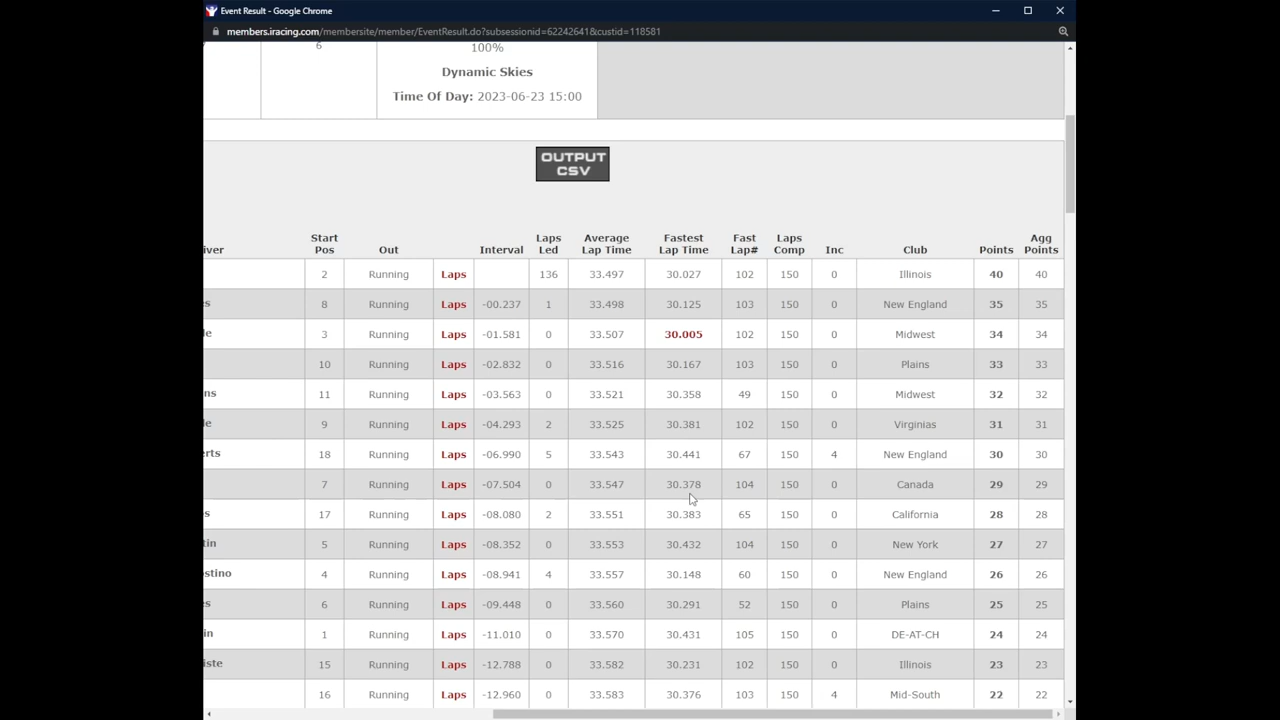 Event Result - Google Chrome
members.iracing.com/membersite/member/EventResult.do?subsessionid=62242641&custid=118581
6 100%
Dynamic Skies
Time Of Day: 2023-06-23 15:00
OUTPUT
CSV
iver Start Pos Out Interval Laps Led Average Lap Time Fastest Lap Time Fast Lap# Laps Comp Inc Club Points Agg Points
2 Running Laps 136 33.497 30.027 102 150 0 Illinois 40 40
s 8 Running Laps -00.237 1 33.498 30.125 103 150 0 New England 35 35
le 3 Running Laps -01.581 0 33.507 30.005 102 150 0 Midwest 34 34
10 Running Laps -02.832 0 33.516 30.167 103 150 0 Plains 33 33
ns 11 Running Laps -03.563 0 33.521 30.358 49 150 0 Midwest 32 32
le 9 Running Laps -04.293 2 33.525 30.381 102 150 0 Virginias 31 31
erts 18 Running Laps -06.990 5 33.543 30.441 67 150 4 New England 30 30
7 Running Laps -07.504 0 33.547 30.378 104 150 0 Canada 29 29
s 17 Running Laps -08.080 2 33.551 30.383 65 150 0 California 28 28
tin 5 Running Laps -08.352 0 33.553 30.432 104 150 0 New York 27 27
stino 4 Running Laps -08.941 4 33.557 30.148 60 150 0 New England 26 26
s 6 Running Laps -09.448 0 33.560 30.291 52 150 0 Plains 25 25
in 1 Running Laps -11.010 0 33.570 30.431 105 150 0 DE-AT-CH 24 24
iste 15 Running Laps -12.788 0 33.582 30.231 102 150 0 Illinois 23 23
16 Running Laps -12.960 0 33.583 30.376 103 150 4 Mid-South 22 22